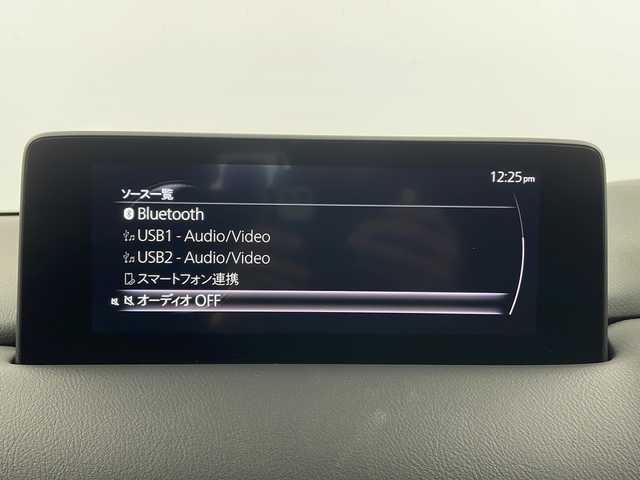 12:25pm
ソース一覧
Bluetooth
USB1 - Audio/Video
USB2 - Audio/Video
スマートフォン連携
オーディオ OFF